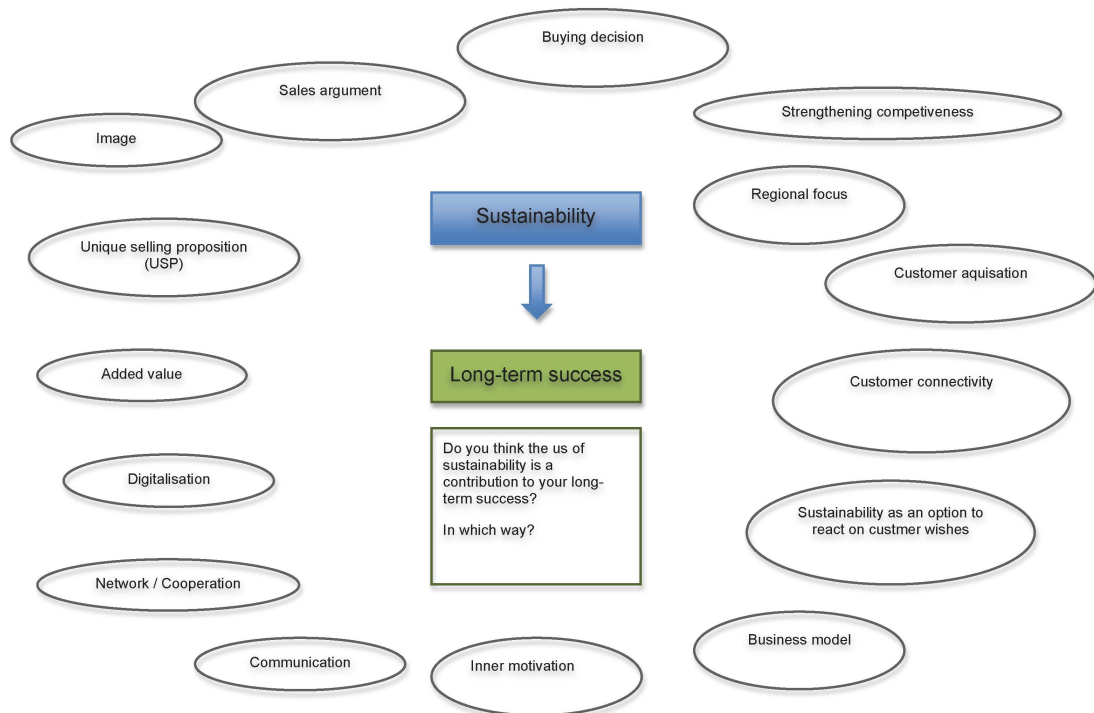 Buying decision
Sales argument
Strengthening competiveness
Image
Regional focus
Sustainability
Unique selling proposition
(USP)
Customer aquisation
Long-term success
Added value
Customer connectivity
Do you think the us of
sustainability is a
contribution to your long-
term success?
In which way?
Digitalisation
Sustainability as an option to
react on custmer wishes
Network / Cooperation
Business model
Communication
Inner motivation